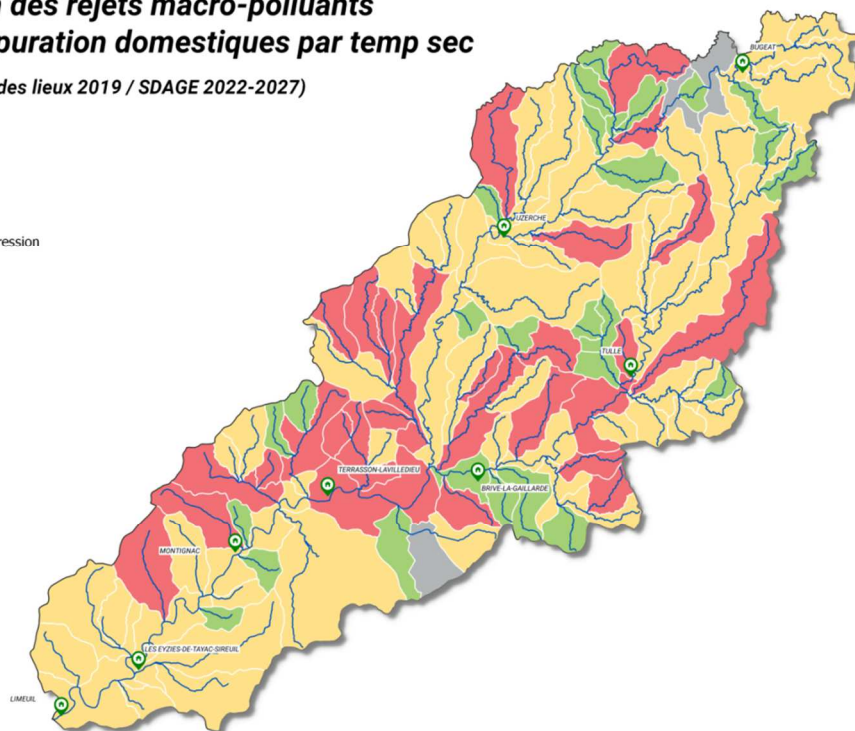 des rejets macro-polluants
puration domestiques par temp sec
des lieux 2019 / SDAGE 2022-2027)
BUGEAT
UZERCHE
ression
TULLE
TERRASSON-LAVILLEDIEU
BRIVE-LA-GAILLARDE
MONTIGNAC
LES EYZIES-DE-TAYAC-SIREUIL
LIMEUIL